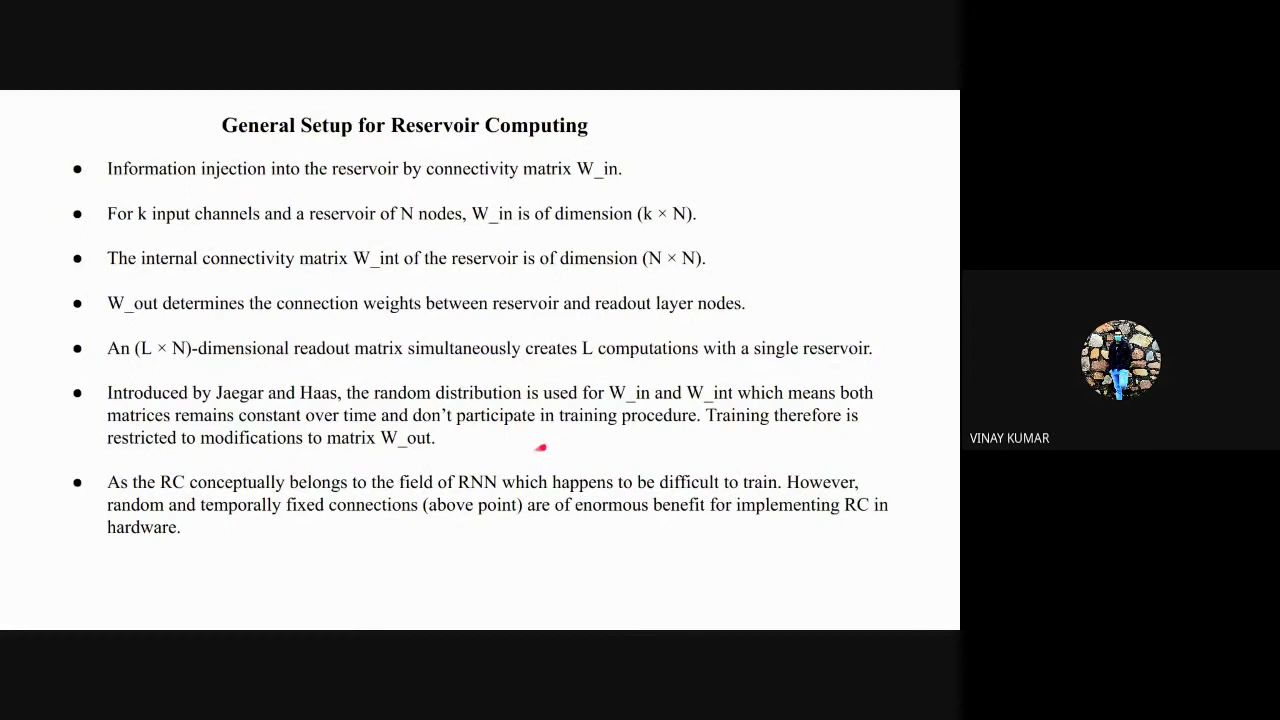 General Setup for Reservoir Computing
● Information injection into the reservoir by connectivity matrix W_in.
● For k input channels and a reservoir of N nodes, W_in is of dimension (k × N).
● The internal connectivity matrix W_int of the reservoir is of dimension (N × N).
● W_out determines the connection weights between reservoir and readout layer nodes.
● An (L × N)-dimensional readout matrix simultaneously creates L computations with a single reservoir.
● Introduced by Jaegar and Haas, the random distribution is used for W_in and W_int which means both
matrices remains constant over time and don’t participate in training procedure. Training therefore is
restricted to modifications to matrix W_out.
● As the RC conceptually belongs to the field of RNN which happens to be difficult to train. However,
random and temporally fixed connections (above point) are of enormous benefit for implementing RC in
hardware.
VINAY KUMAR